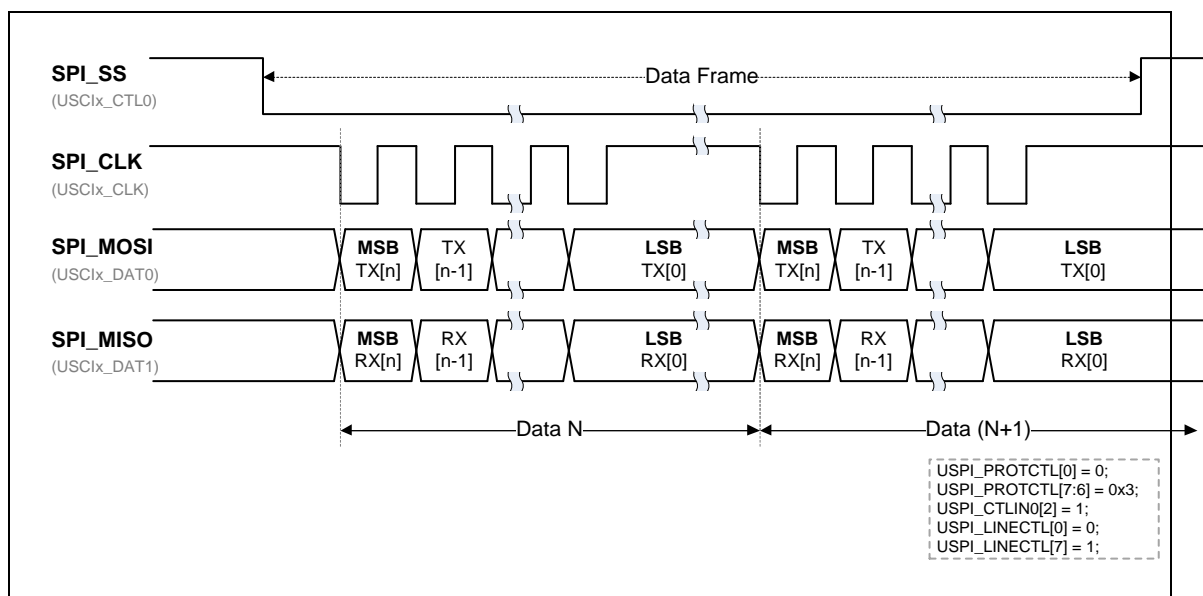 SPI_SS
(USCIx_CTL0)
Data Frame
SPI_CLK
(USCIx_CLK)
SPI_MOSI
(USCIx_DAT0)
MSB
TX[n]
TX
[n-1]
LSB
TX[0]
MSB
TX[n]
TX
[n-1]
LSB
TX[0]
SPI_MISO
(USCIx_DAT1)
MSB
RX[n]
RX
[n-1]
LSB
RX[0]
MSB
RX[n]
RX
[n-1]
LSB
RX[0]
Data N
Data (N+1)
USPI_PROTCTL[0] = 0;
USPI_PROTCTL[7:6] = 0x3;
USPI_CTLIN0[2] = 1;
USPI_LINECTL[0] = 0;
USPI_LINECTL[7] = 1;